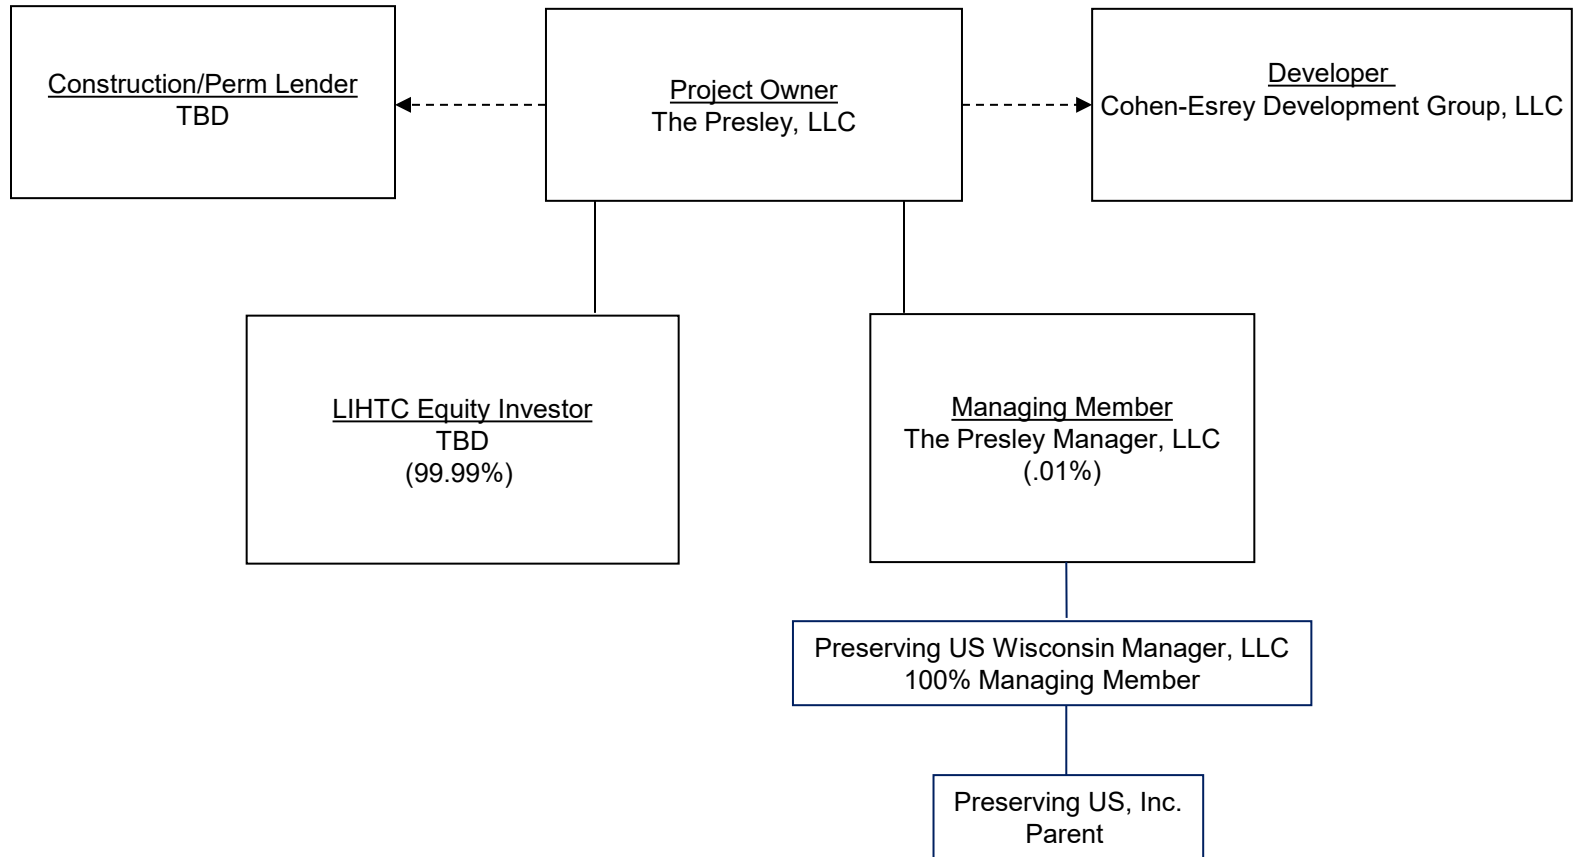 Construction/Perm Lender
TBD
Project Owner
The Presley, LLC
Developer
Cohen-Esrey Development Group, LLC
LIHTC Equity Investor
TBD
(99.99%)
Managing Member
The Presley Manager, LLC
(.01%)
Preserving US Wisconsin Manager, LLC
100% Managing Member
Preserving US, Inc.
Parent